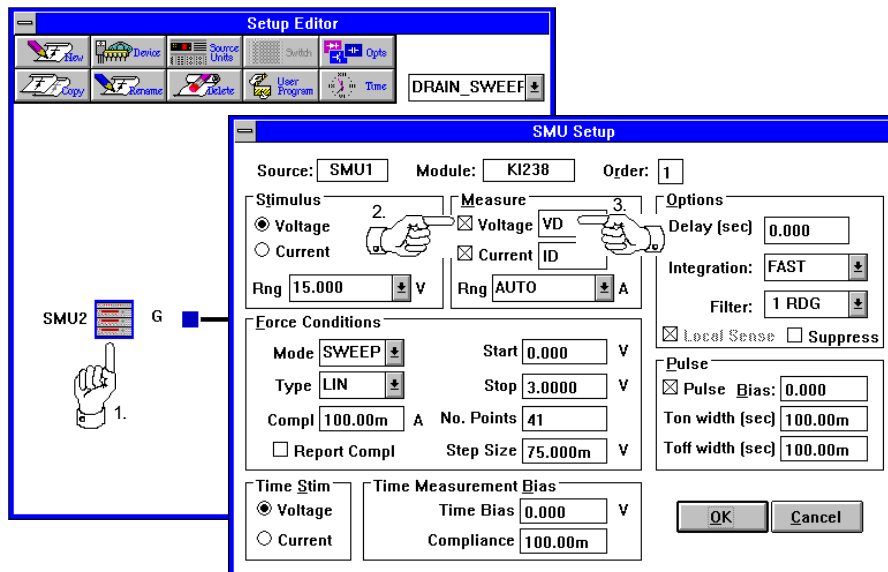 Setup Editor
New Device Source Units Switch Opts
Copy Rename Delete User Program Time
DRAIN_SWEEP
SMU Setup
Source: SMU1 Module: KI238 Order: 1
Stimulus
Voltage
Current
Rng 15.000 V
2.
Measure
Voltage VD
Current ID
Rng AUTO A
3.
Options
Delay (sec) 0.000
Integration: FAST
Filter: 1 RDG
Local Sense Suppress
SMU2 G
1.
Force Conditions
Mode SWEEP Start 0.000 V
Type LIN Stop 3.0000 V
Compl 100.00m A No. Points 41
Report Compl Step Size 75.000m V
Pulse
Pulse Bias: 0.000
Ton width (sec) 100.00m
Toff width (sec) 100.00m
Time Stim
Voltage
Current
Time Measurement Bias
Time Bias 0.000 V
Compliance 100.00m
OK Cancel